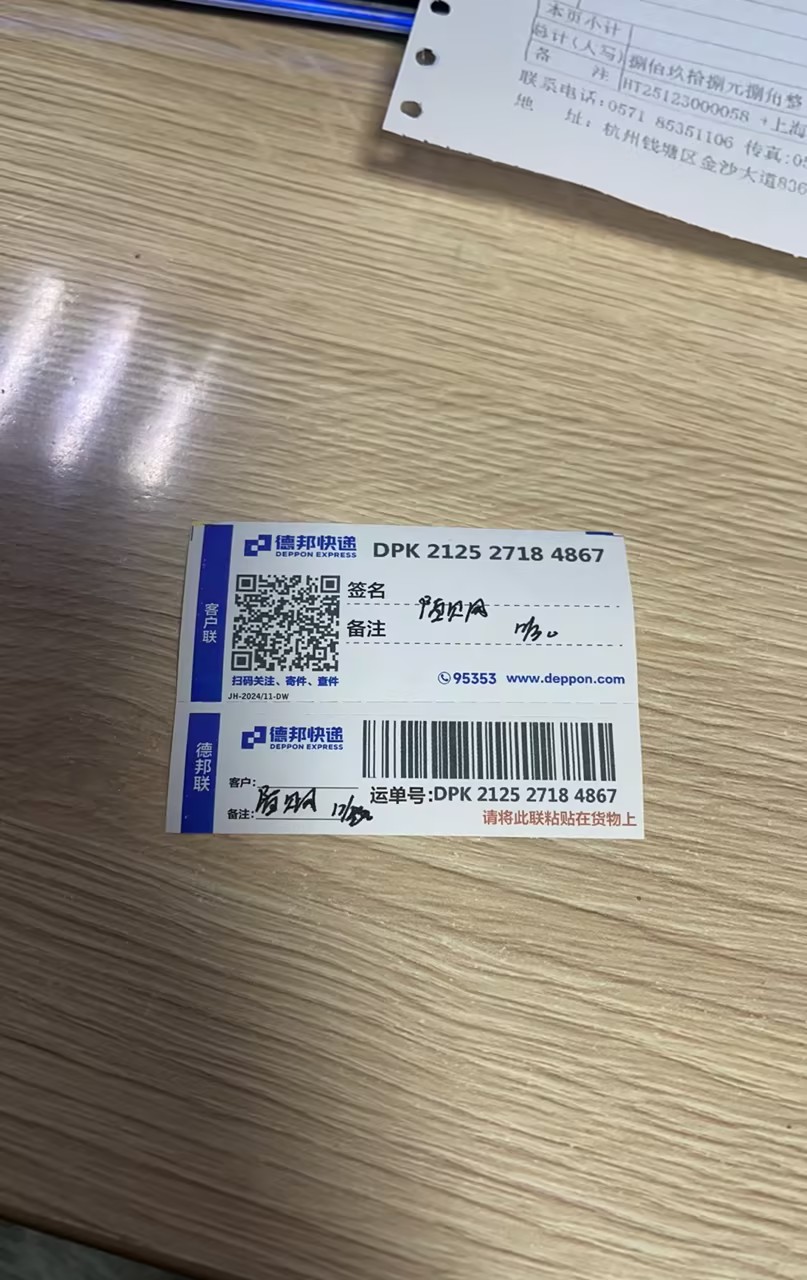 本页小计
总计(大写) 捌佰玖拾捌元捌角整
备 注 HT25123000058 +上海
联系电话:0571 85351106 传真:05
地 址: 杭州钱塘区金沙大道836
客户联
德邦快递
DEPPON EXPRESS
DPK 2125 2718 4867
签名
备注
12/30
扫码关注、寄件、查件
JH-2024/11-DW
95353 www.deppon.com
德邦联
德邦快递
DEPPON EXPRESS
客户:
备注:
运单号:DPK 2125 2718 4867
请将此联粘贴在货物上